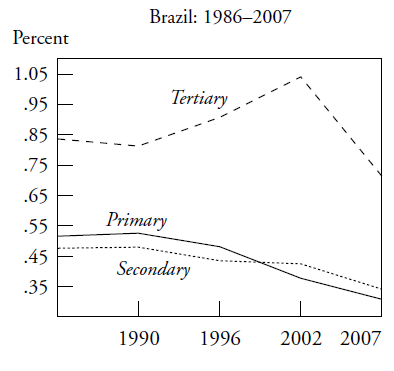 Brazil: 1986–2007
Percent
1.05
.95
Tertiary
.85
.75
.65
.55
Primary
.45
Secondary
.35
1990 1996 2002 2007